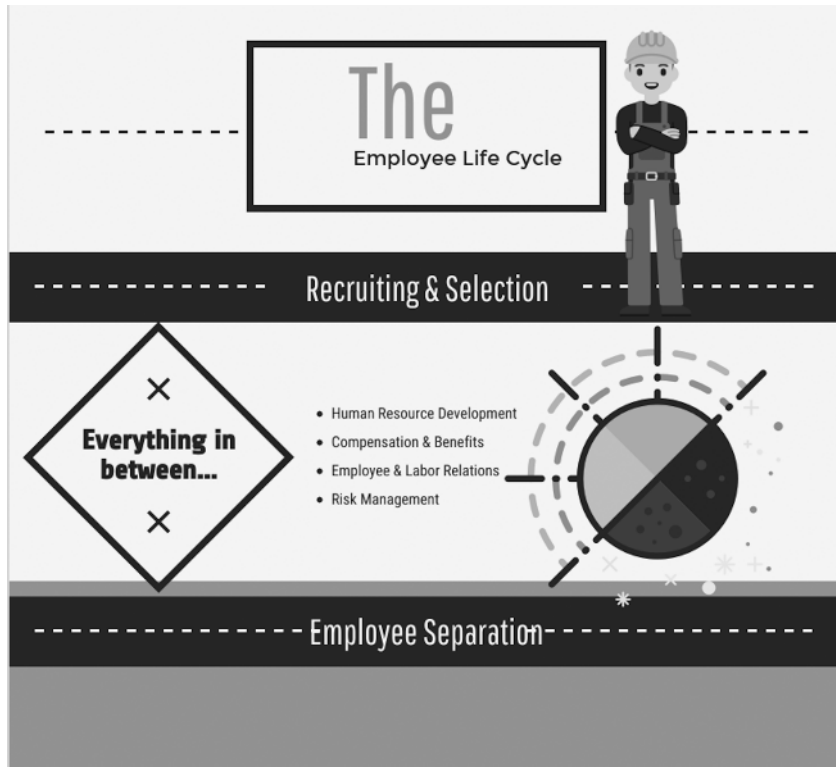 The
Employee Life Cycle
Recruiting & Selection
Everything in
between...
• Human Resource Development
• Compensation & Benefits
• Employee & Labor Relations
• Risk Management
Employee Separation